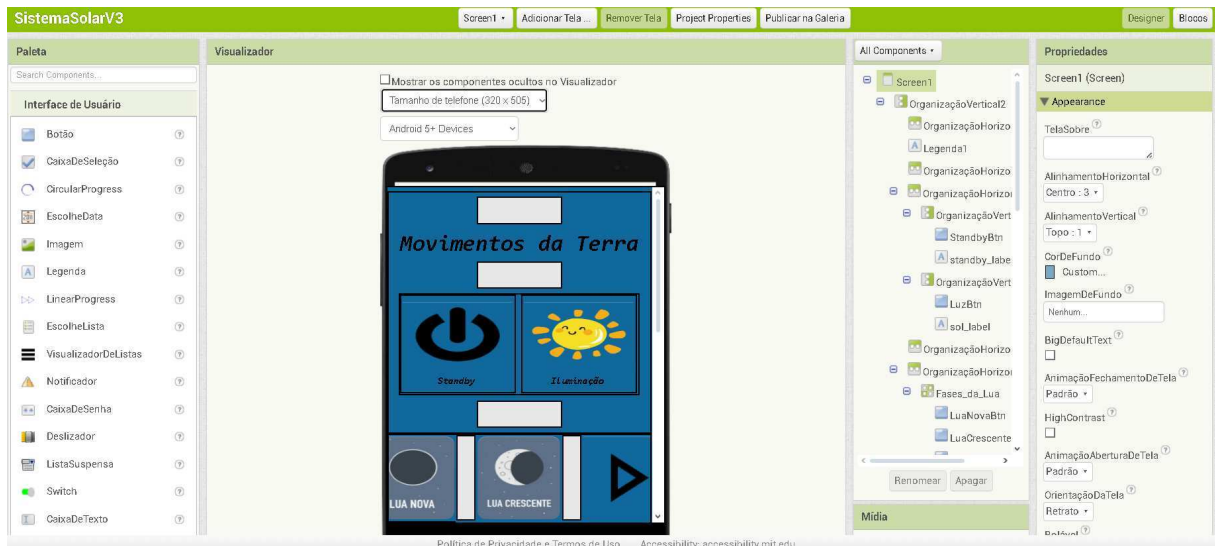 SistemaSolarV3
Screen1
Adicionar Tela ...
Remover Tela
Project Properties
Publicar na Galeria
Designer
Blocos
Paleta
Search Components...
Interface de Usuário
Botão
CaixaDeSeleção
CircularProgress
EscolheData
Imagem
Legenda
LinearProgress
EscolheLista
VisualizadorDeListas
Notificador
CaixaDeSenha
Deslizador
ListaSuspensa
Switch
CaixaDeTexto
Visualizador
Mostrar os componentes ocultos no Visualizador
Tamanho de telefone (320 x 505)
Android 5+ Devices
Movimentos da Terra
Standby
Iluminação
LUA NOVA
LUA CRESCENTE
All Components
Screen1
OrganizaçãoVertical2
OrganizaçãoHorizo
Legenda1
OrganizaçãoHorizo
OrganizaçãoHorizo
OrganizaçãoVert
StandbyBtn
standby_labe
OrganizaçãoVert
LuzBtn
sol_label
OrganizaçãoHorizo
OrganizaçãoHorizo
Fases_da_Lua
LuaNovaBtn
LuaCrescente
Renomear
Apagar
Mídia
Propriedades
Screen1 (Screen)
Appearance
TelaSobre
AlinhamentoHorizontal
Centro : 3
AlinhamentoVertical
Topo : 1
CorDeFundo
Custom...
ImagemDeFundo
Nenhum...
BigDefaultText
AnimaçãoFechamentoDeTela
Padrão
HighContrast
AnimaçãoAberturaDeTela
Padrão
OrientaçãoDaTela
Retrato
Rolável
Política de Privacidade e Termos de Uso
Accessibility: accessibility.mit.edu